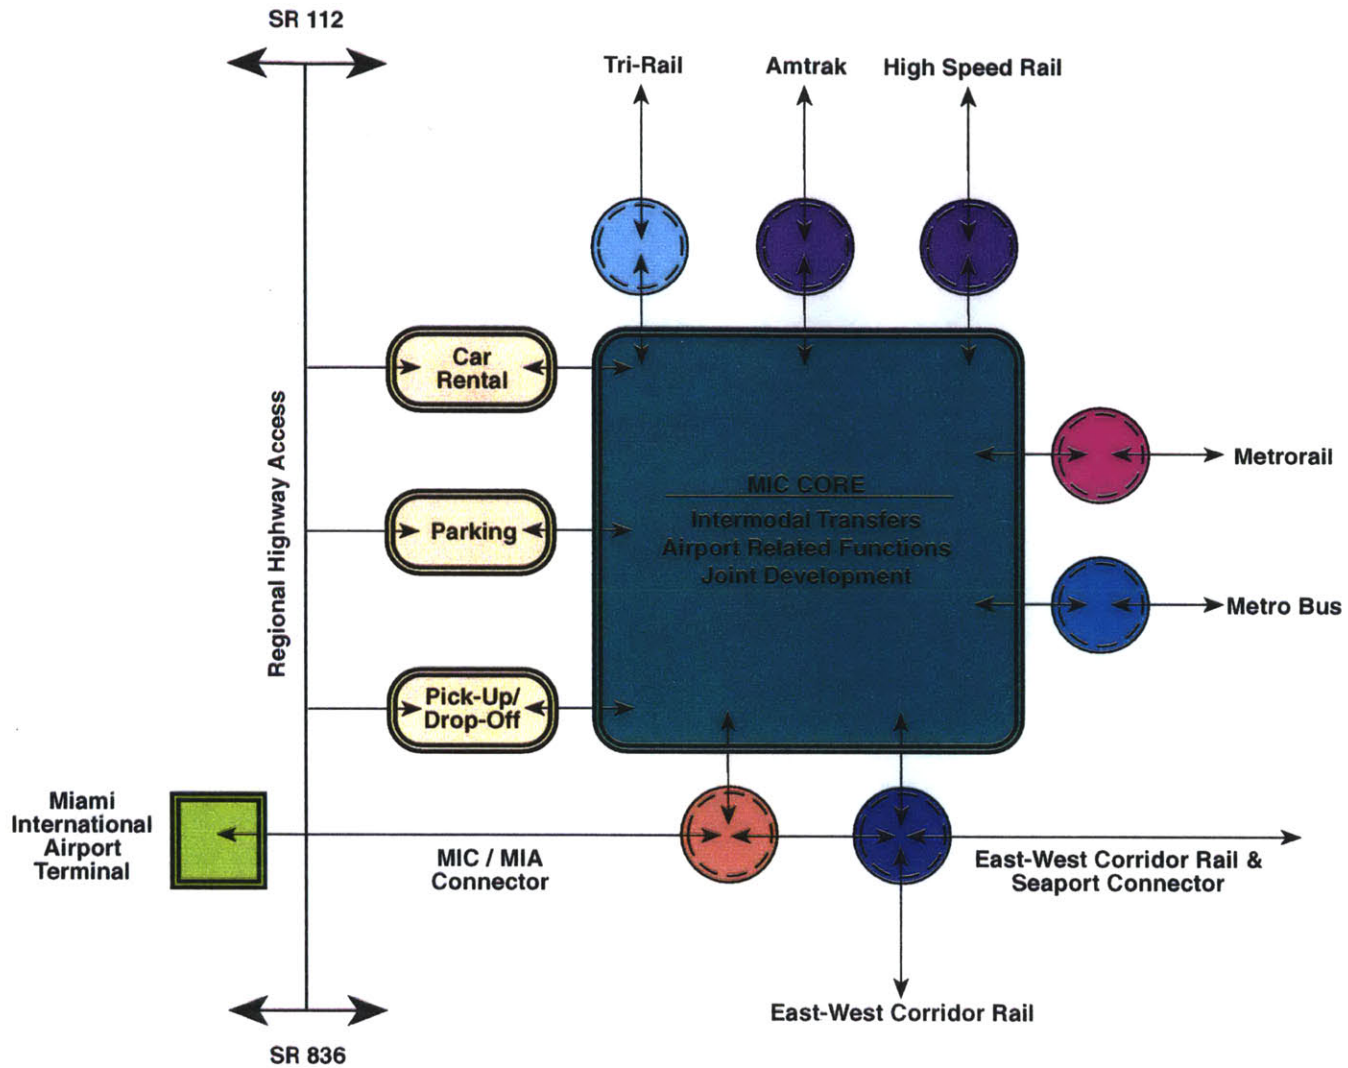 SR 112
Tri-Rail
Amtrak
High Speed Rail
Car
Rental
Regional Highway Access
Metrorail
MIC CORE
Intermodal Transfers
Airport Related Functions
Joint Development
Parking
Metro Bus
Pick-Up/
Drop-Off
Miami
International
Airport
Terminal
MIC / MIA
Connector
East-West Corridor Rail &
Seaport Connector
East-West Corridor Rail
SR 836